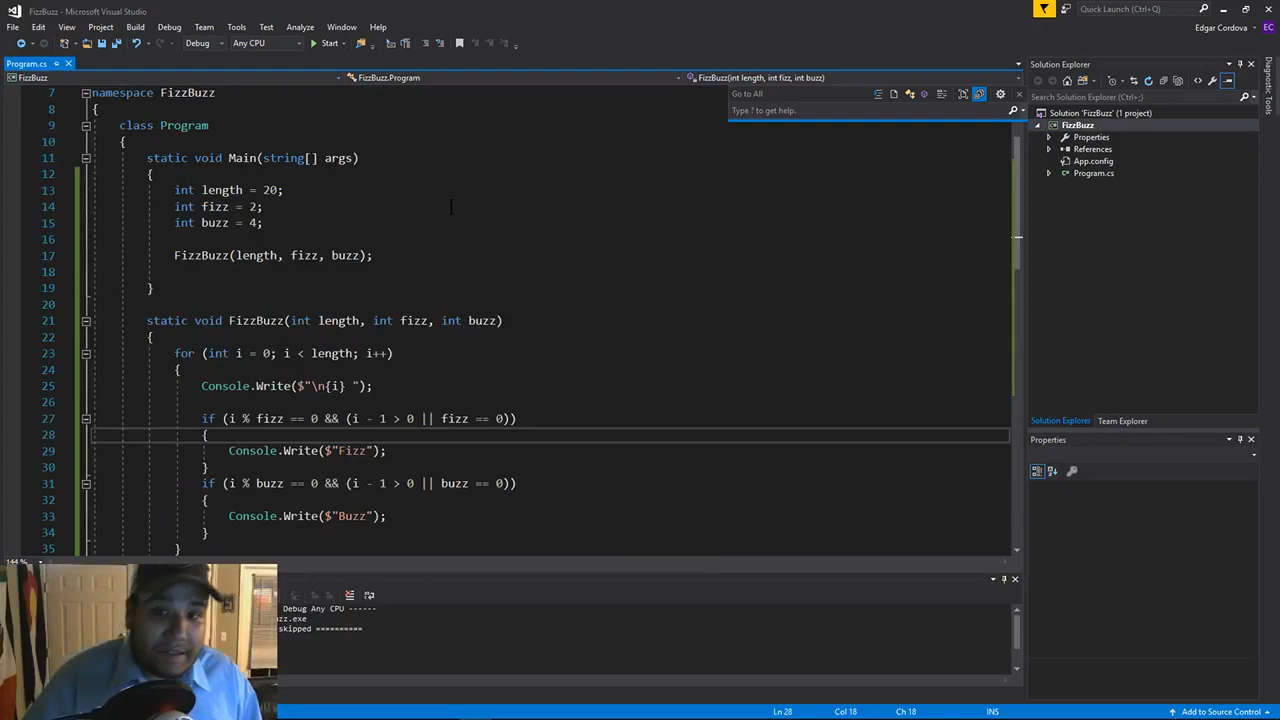 FizzBuzz - Microsoft Visual Studio
Quick Launch (Ctrl+Q)
File Edit View Project Build Debug Team Tools Test Analyze Window Help
Edgar Cordova EC
Debug Any CPU Start
Program.cs
FizzBuzz FizzBuzz.Program FizzBuzz(int length, int fizz, int buzz)
Go to All
Type ? to get help.
7 namespace FizzBuzz
8 {
9 class Program
10 {
11 static void Main(string[] args)
12 {
13 int length = 20;
14 int fizz = 2;
15 int buzz = 4;
16
17 FizzBuzz(length, fizz, buzz);
18
19 }
20
21 static void FizzBuzz(int length, int fizz, int buzz)
22 {
23 for (int i = 0; i < length; i++)
24 {
25 Console.Write($"\n{i} ");
26
27 if (i % fizz == 0 && (i - 1 > 0 || fizz == 0))
28 {
29 Console.Write($"Fizz");
30 }
31 if (i % buzz == 0 && (i - 1 > 0 || buzz == 0))
32 {
33 Console.Write($"Buzz");
34 }
35 }
144 %
Debug Any CPU ------
zz.exe
skipped ==========
Solution Explorer
Search Solution Explorer (Ctrl+;)
Solution 'FizzBuzz' (1 project)
FizzBuzz
Properties
References
App.config
Program.cs
Solution Explorer Team Explorer
Properties
Diagnostic Tools
Ln 28 Col 18 Ch 18 INS Add to Source Control